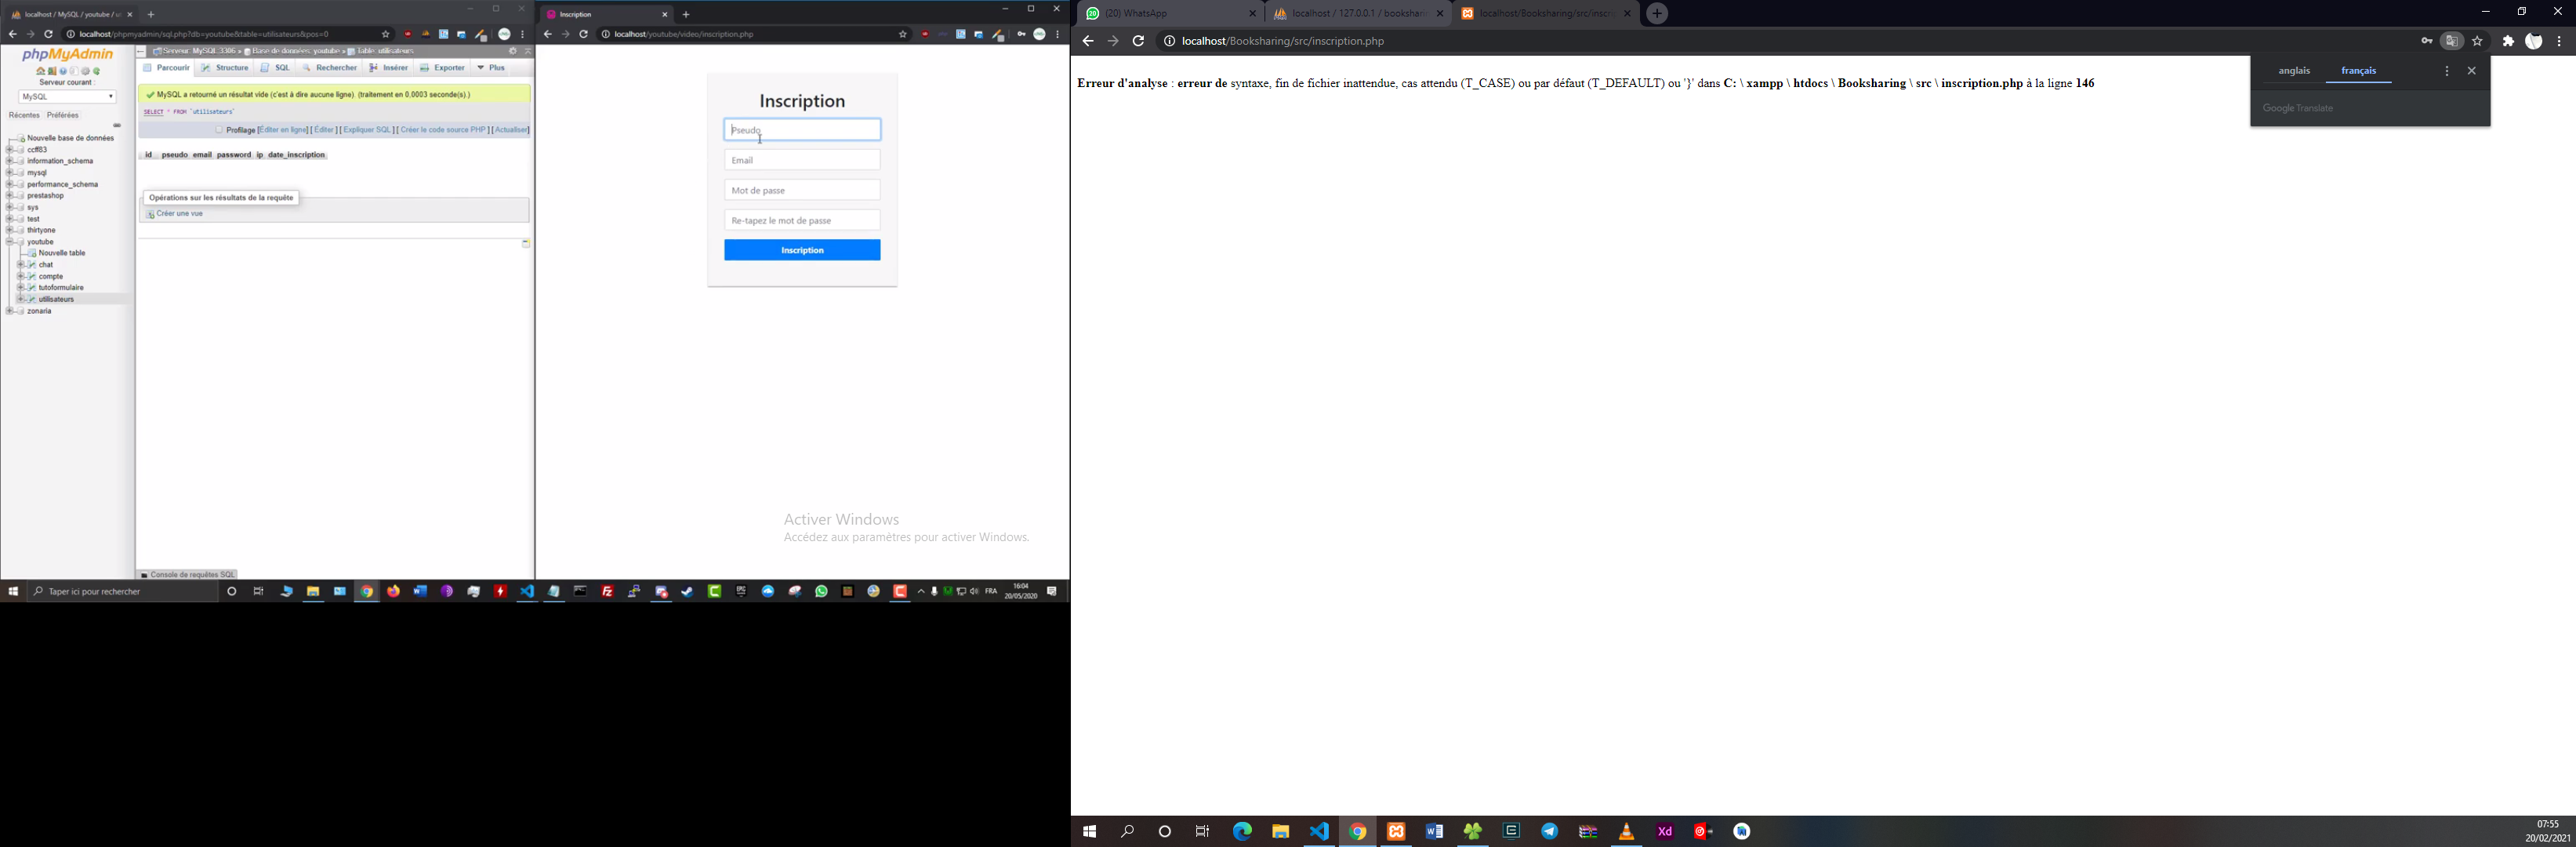 localhost / MySQL / youtube / u
localhost/phpmyadmin/sql.php?db=youtube&table=utilisateurs&pos=0
phpMyAdmin
Serveur courant :
MySQL
Récentes Préférées
Nouvelle base de données
ccff83
information_schema
mysql
performance_schema
prestashop
sys
test
thirtyone
youtube
Nouvelle table
chat
compte
tutoformulaire
utilisateurs
zonaria
Serveur: MySQL:3306 » Base de données: youtube » Table: utilisateurs
Parcourir Structure SQL Rechercher Insérer Exporter Plus
MySQL a retourné un résultat vide (c'est à dire aucune ligne). (traitement en 0,0003 seconde(s).)
SELECT * FROM `utilisateurs`
Profilage [Éditer en ligne] [ Éditer ] [ Expliquer SQL ] [ Créer le code source PHP ] [ Actualiser]
id pseudo email password ip date_inscription
Opérations sur les résultats de la requête
Créer une vue
Console de requêtes SQL
Inscription
localhost/youtube/video/inscription.php
Inscription
Pseudo
Email
Mot de passe
Re-tapez le mot de passe
Inscription
Activer Windows
Accédez aux paramètres pour activer Windows.
Taper ici pour rechercher
FRA
16:04
20/05/2020
(20) WhatsApp
localhost / 127.0.0.1 / bookshari
localhost/Booksharing/src/inscri
localhost/Booksharing/src/inscription.php
Erreur d'analyse : erreur de syntaxe, fin de fichier inattendue, cas attendu (T_CASE) ou par défaut (T_DEFAULT) ou '}' dans C: \ xampp \ htdocs \ Booksharing \ src \ inscription.php à la ligne 146
anglais français
Google Translate
Xd
07:55
20/02/2021